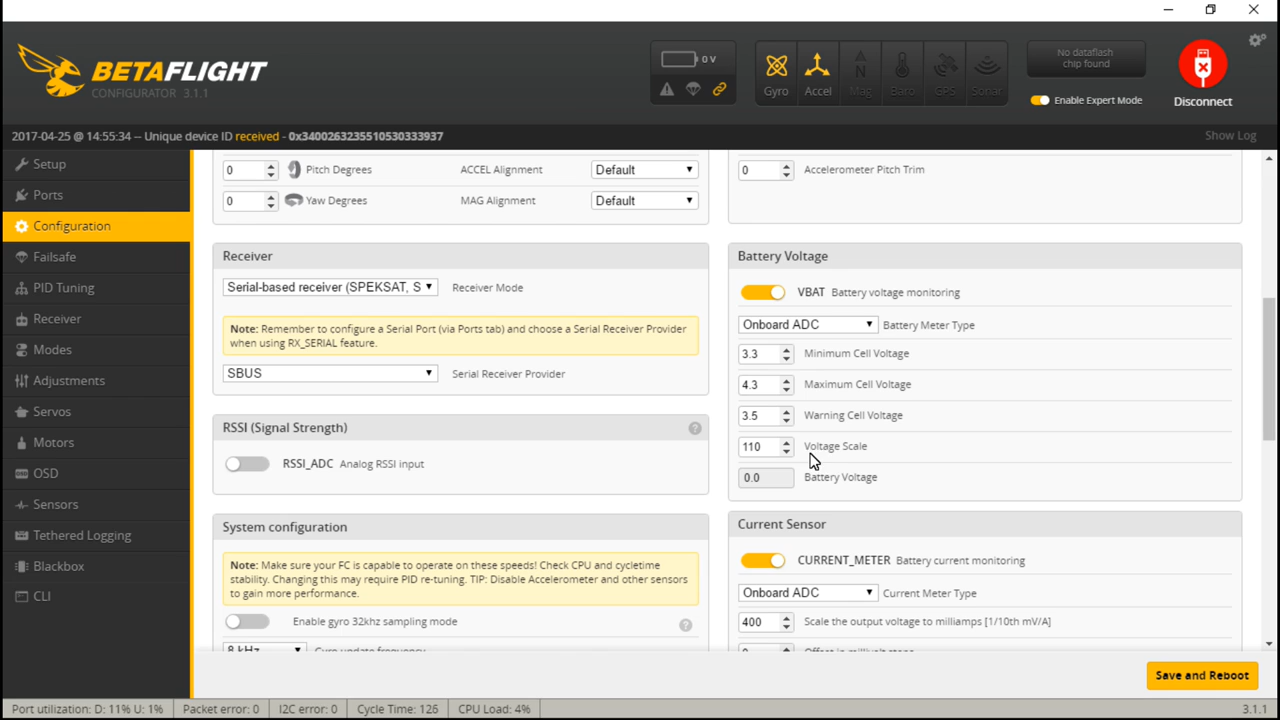 BETAFLIGHT
CONFIGURATOR 3.1.1
0 V
Gyro
Accel
Mag
Baro
GPS
Sonar
No dataflash
chip found
Enable Expert Mode
Disconnect
2017-04-25 @ 14:55:34 -- Unique device ID received - 0x3400263235510530333937
Show Log
Setup
Ports
Configuration
Failsafe
PID Tuning
Receiver
Modes
Adjustments
Servos
Motors
OSD
Sensors
Tethered Logging
Blackbox
CLI
0 Pitch Degrees ACCEL Alignment Default
0 Yaw Degrees MAG Alignment Default
0 Accelerometer Pitch Trim
Receiver
Serial-based receiver (SPEKSAT, S Receiver Mode
Note: Remember to configure a Serial Port (via Ports tab) and choose a Serial Receiver Provider
when using RX_SERIAL feature.
SBUS Serial Receiver Provider
RSSI (Signal Strength)
?
RSSI_ADC Analog RSSI input
System configuration
Note: Make sure your FC is capable to operate on these speeds! Check CPU and cycletime
stability. Changing this may require PID re-tuning. TIP: Disable Accelerometer and other sensors
to gain more performance.
Enable gyro 32khz sampling mode
?
8 kHz Gyro update frequency
Battery Voltage
VBAT Battery voltage monitoring
Onboard ADC Battery Meter Type
3.3 Minimum Cell Voltage
4.3 Maximum Cell Voltage
3.5 Warning Cell Voltage
110 Voltage Scale
0.0 Battery Voltage
Current Sensor
CURRENT_METER Battery current monitoring
Onboard ADC Current Meter Type
400 Scale the output voltage to milliamps [1/10th mV/A]
0 Offset in millivolt steps
Save and Reboot
Port utilization: D: 11% U: 1%
Packet error: 0
I2C error: 0
Cycle Time: 126
CPU Load: 4%
3.1.1